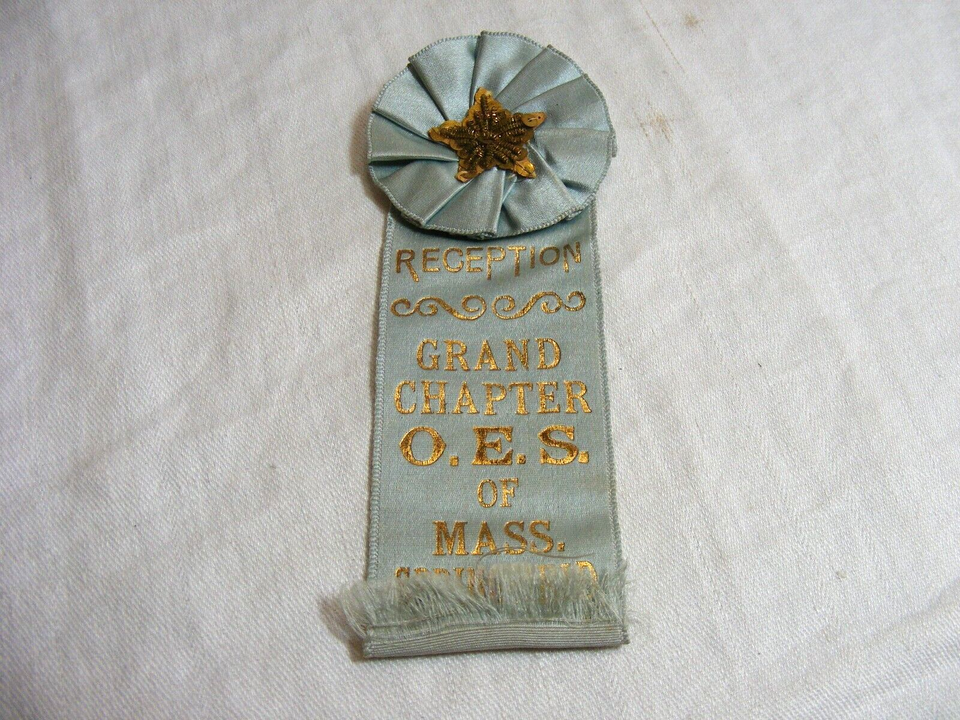 RECEPTION
GRAND
CHAPTER
O. E. S.
OF
MASS.